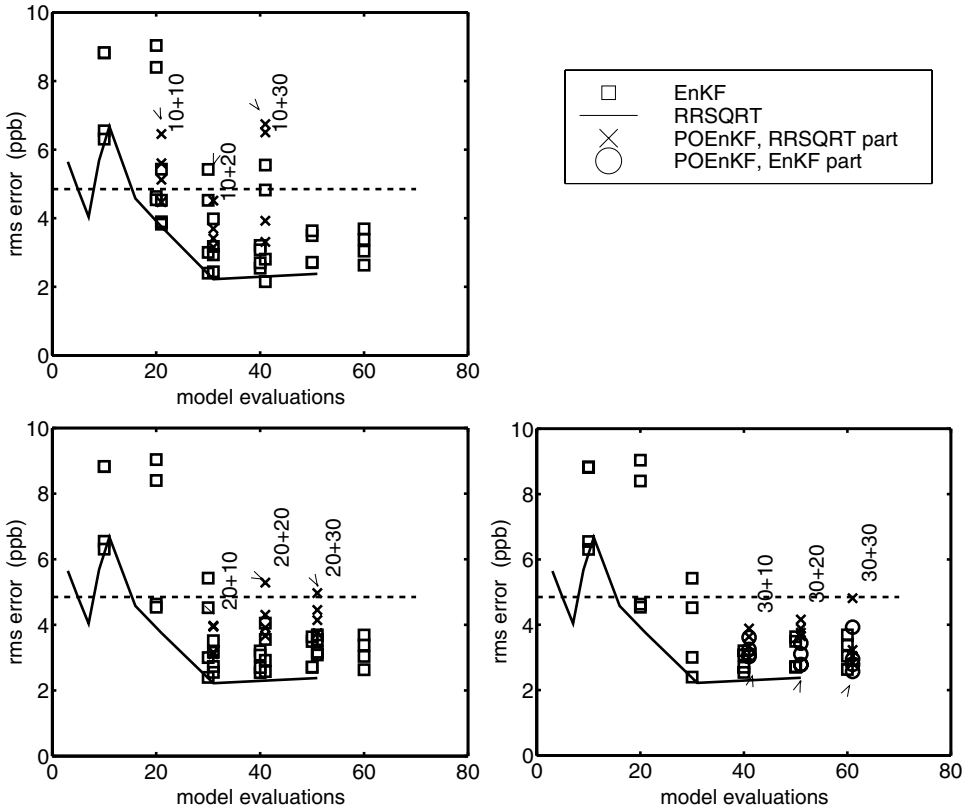 10
8
6
4
2
0
rms error (ppb)
0 20 40 60 80
model evaluations
10+10
10+20
10+30
EnKF
RRSQRT
POEnKF, RRSQRT part
POEnKF, EnKF part
10
8
6
4
2
0
rms error (ppb)
0 20 40 60 80
model evaluations
20+10
20+20
20+30
10
8
6
4
2
0
rms error (ppb)
0 20 40 60 80
model evaluations
30+10
30+20
30+30